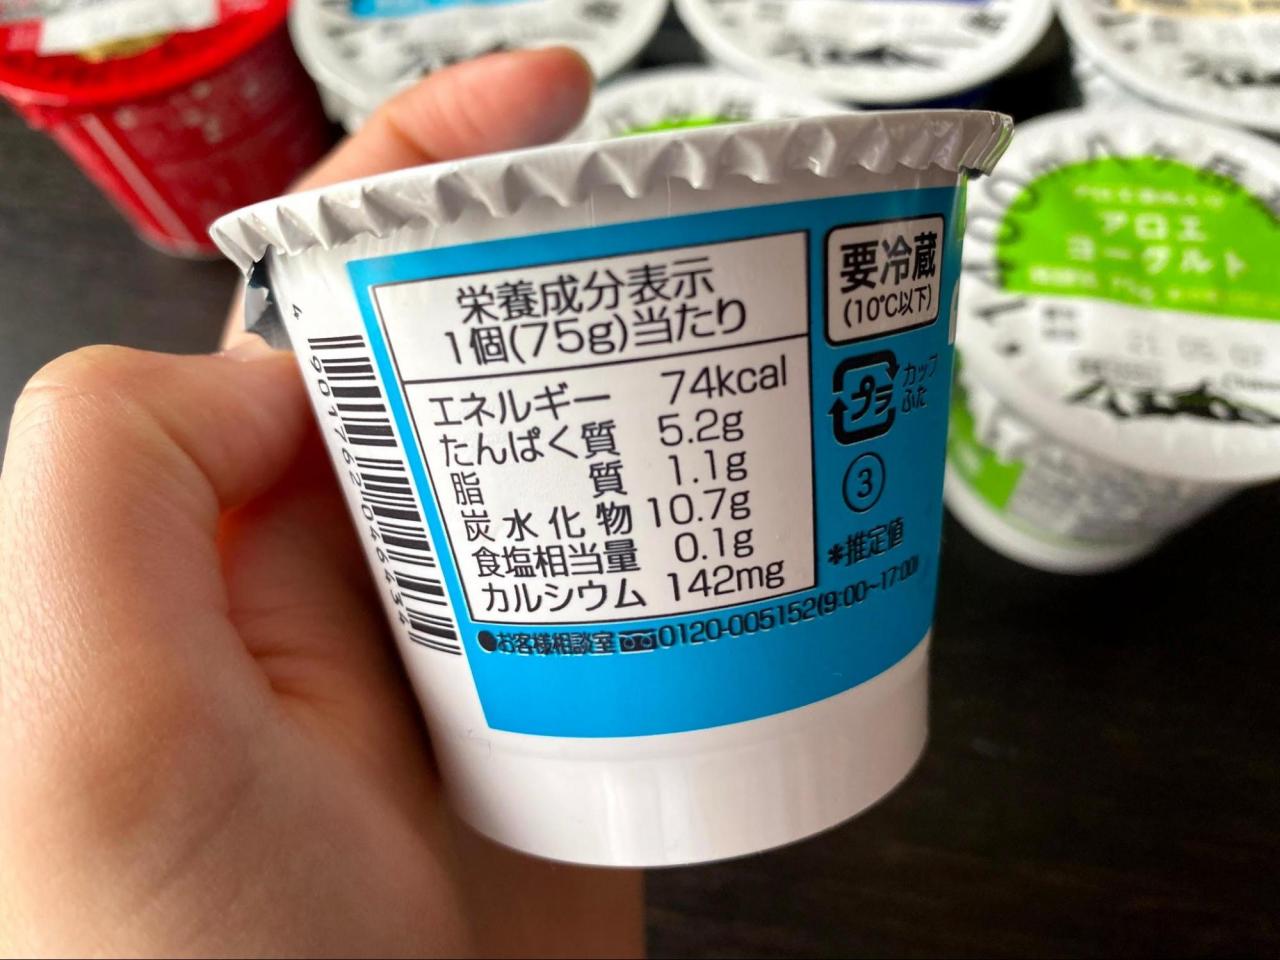 栄養成分表示
1個(75g)当たり
エネルギー 74kcal
たんぱく質 5.2g
脂質 1.1g
炭水化物 10.7g
食塩相当量 0.1g
カルシウム 142mg
●お客様相談室 0120-005152(9:00~17:00)
要冷蔵
(10℃以下)
プラ
カップ
ふた
③
*推定値
4 901762 046434
アロエ
ヨーグルト